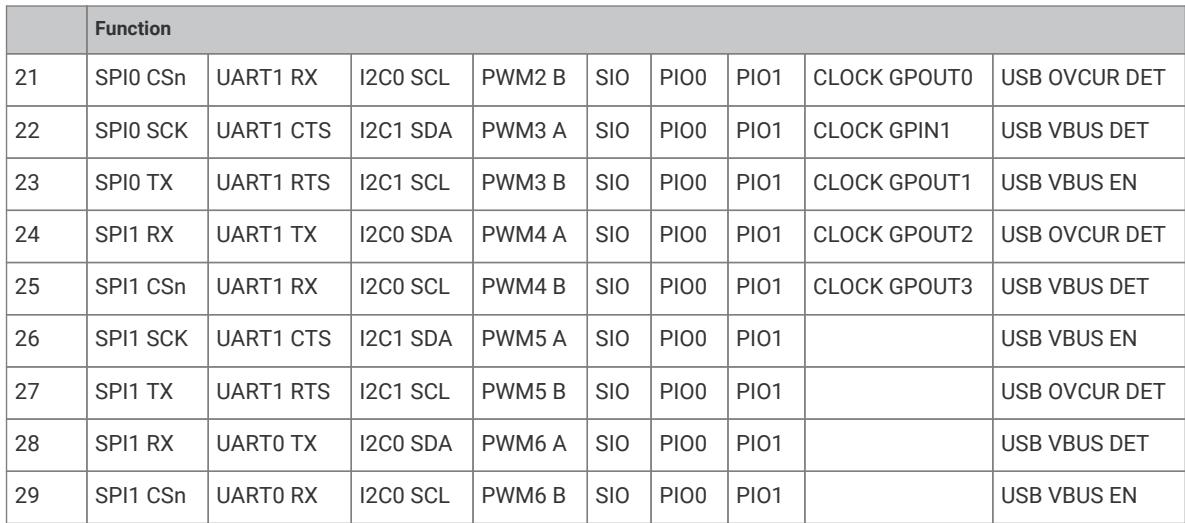 Function
21 SPI0 CSn UART1 RX I2C0 SCL PWM2 B SIO PIO0 PIO1 CLOCK GPOUT0 USB OVCUR DET
22 SPI0 SCK UART1 CTS I2C1 SDA PWM3 A SIO PIO0 PIO1 CLOCK GPIN1 USB VBUS DET
23 SPI0 TX UART1 RTS I2C1 SCL PWM3 B SIO PIO0 PIO1 CLOCK GPOUT1 USB VBUS EN
24 SPI1 RX UART1 TX I2C0 SDA PWM4 A SIO PIO0 PIO1 CLOCK GPOUT2 USB OVCUR DET
25 SPI1 CSn UART1 RX I2C0 SCL PWM4 B SIO PIO0 PIO1 CLOCK GPOUT3 USB VBUS DET
26 SPI1 SCK UART1 CTS I2C1 SDA PWM5 A SIO PIO0 PIO1 USB VBUS EN
27 SPI1 TX UART1 RTS I2C1 SCL PWM5 B SIO PIO0 PIO1 USB OVCUR DET
28 SPI1 RX UART0 TX I2C0 SDA PWM6 A SIO PIO0 PIO1 USB VBUS DET
29 SPI1 CSn UART0 RX I2C0 SCL PWM6 B SIO PIO0 PIO1 USB VBUS EN